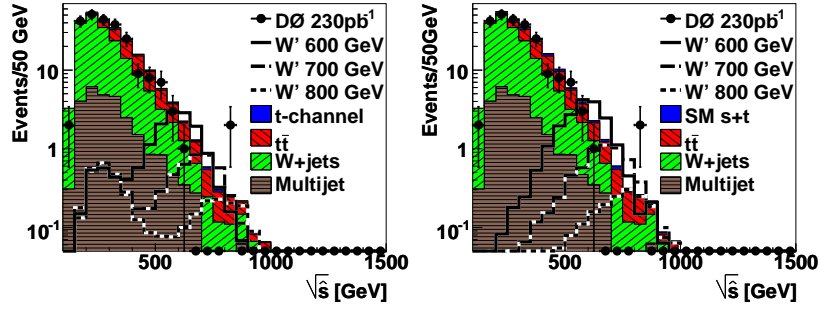 Events/50 GeV
10
1
10⁻¹
500
1000
1500
√ŝ [GeV]
DØ 230pb⁻¹
W' 600 GeV
W' 700 GeV
W' 800 GeV
t-channel
tt̄
W+jets
Multijet
Events/50GeV
10
1
10⁻¹
500
1000
1500
√ŝ [GeV]
DØ 230pb⁻¹
W' 600 GeV
W' 700 GeV
W' 800 GeV
SM s+t
tt̄
W+jets
Multijet